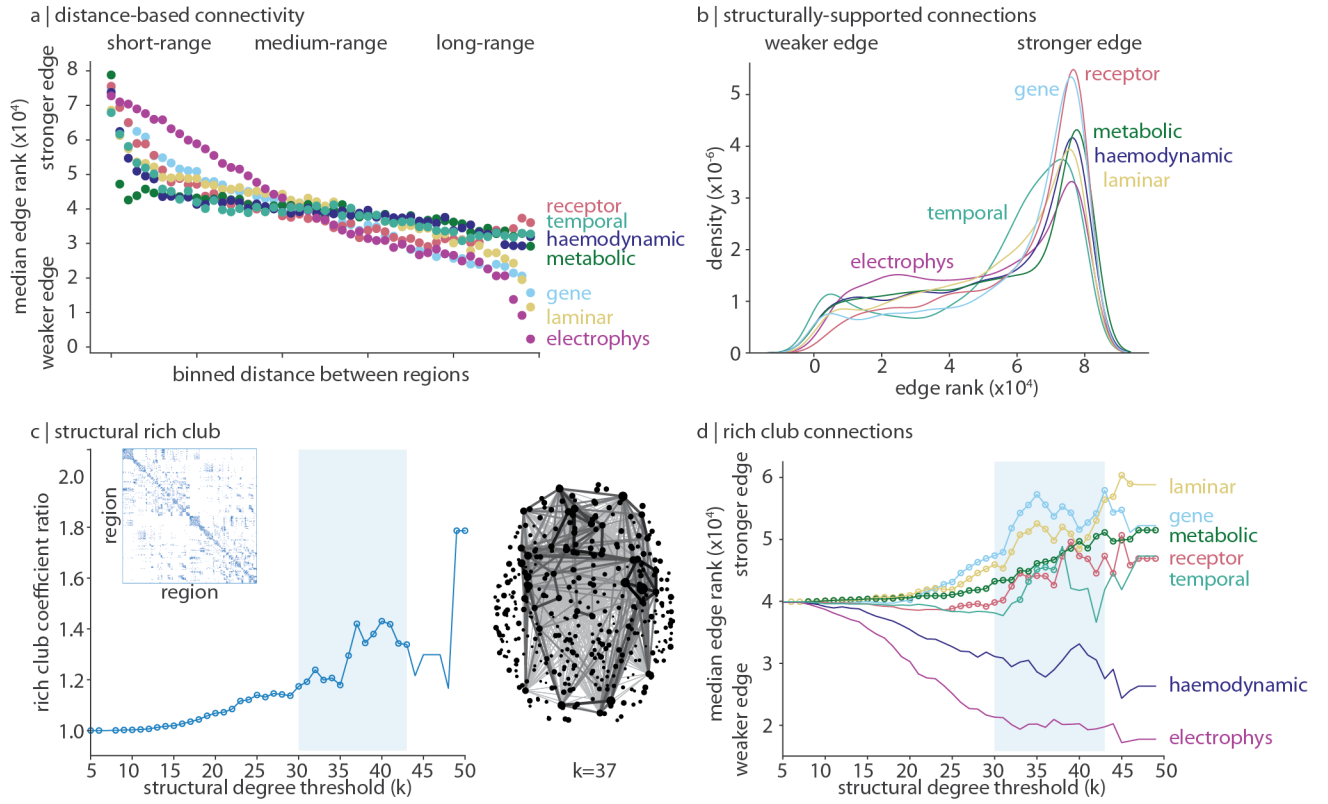 a | distance-based connectivity
short-range medium-range long-range
median edge rank (x10⁴)
weaker edge stronger edge
8
7
6
5
4
3
2
1
0
receptor
temporal
haemodynamic
metabolic
gene
laminar
electrophys
binned distance between regions
b | structurally-supported connections
weaker edge stronger edge
density (x10⁻⁶)
5
4
3
2
1
0
receptor
gene
metabolic
haemodynamic
laminar
temporal
electrophys
0 2 4 6 8
edge rank (x10⁴)
c | structural rich club
rich club coefficient ratio
2.0
1.8
1.6
1.4
1.2
1.0
region
region
5 10 15 20 25 30 35 40 45 50
structural degree threshold (k)
k=37
d | rich club connections
median edge rank (x10⁴)
weaker edge stronger edge
6
5
4
3
2
laminar
gene
metabolic
receptor
temporal
haemodynamic
electrophys
5 10 15 20 25 30 35 40 45 50
structural degree threshold (k)